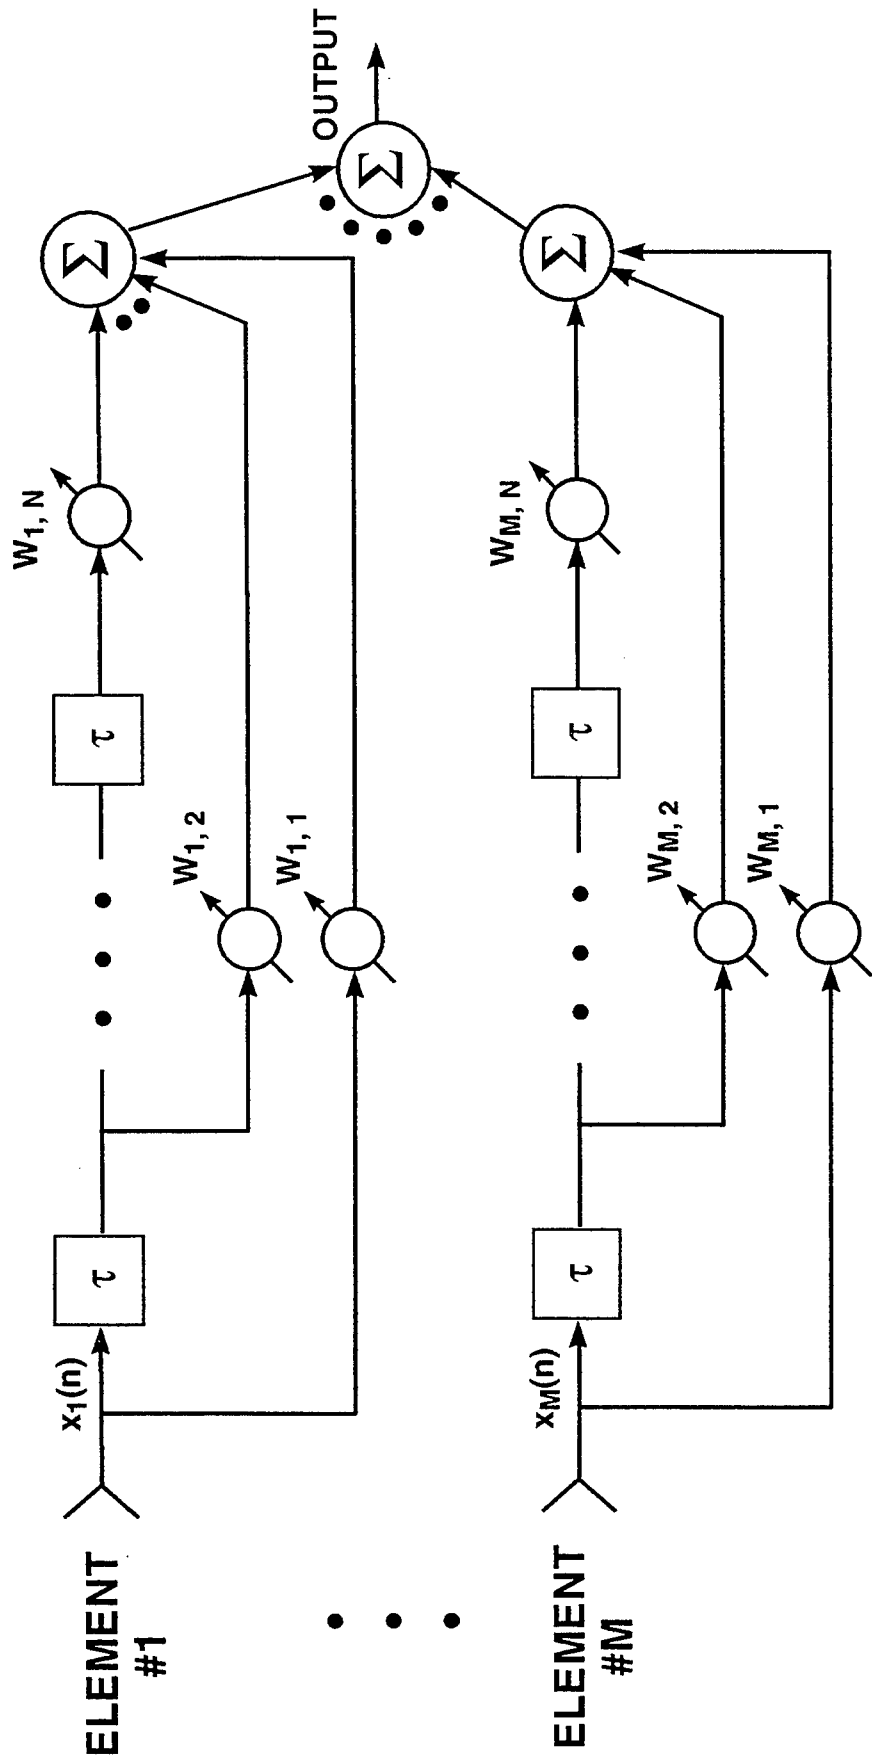 ELEMENT
#1
x1(n)
τ
W1, 1
W1, 2
τ
W1, N
Σ
ELEMENT
#M
xM(n)
τ
WM, 1
WM, 2
τ
WM, N
Σ
Σ
OUTPUT